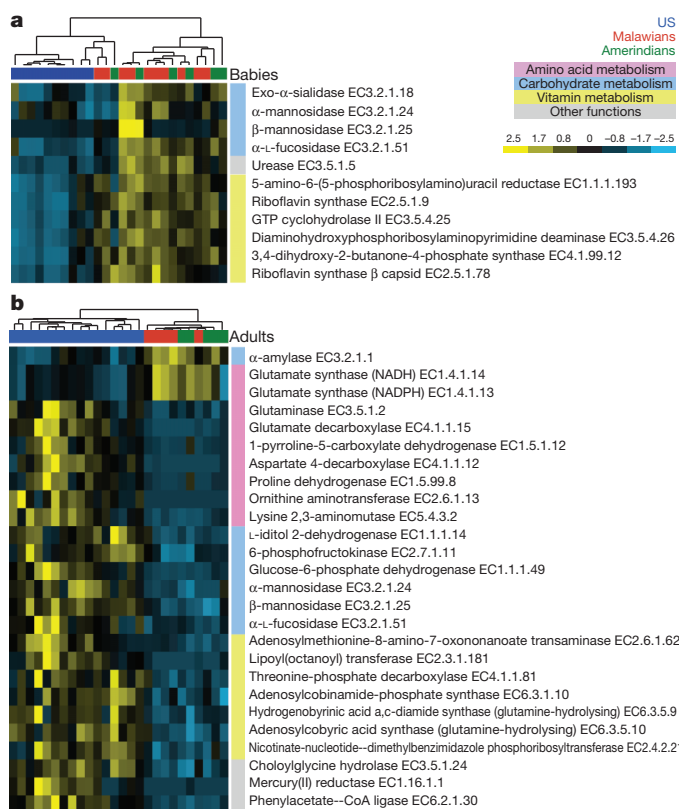 a
US
Malawians
Amerindians
Babies
Amino acid metabolism
Carbohydrate metabolism
Vitamin metabolism
Other functions
2.5 1.7 0.8 0 −0.8 −1.7 −2.5
Exo-α-sialidase EC3.2.1.18
α-mannosidase EC3.2.1.24
β-mannosidase EC3.2.1.25
α-L-fucosidase EC3.2.1.51
Urease EC3.5.1.5
5-amino-6-(5-phosphoribosylamino)uracil reductase EC1.1.1.193
Riboflavin synthase EC2.5.1.9
GTP cyclohydrolase II EC3.5.4.25
Diaminohydroxyphosphoribosylaminopyrimidine deaminase EC3.5.4.26
3,4-dihydroxy-2-butanone-4-phosphate synthase EC4.1.99.12
Riboflavin synthase β capsid EC2.5.1.78
b
Adults
α-amylase EC3.2.1.1
Glutamate synthase (NADH) EC1.4.1.14
Glutamate synthase (NADPH) EC1.4.1.13
Glutaminase EC3.5.1.2
Glutamate decarboxylase EC4.1.1.15
1-pyrroline-5-carboxylate dehydrogenase EC1.5.1.12
Aspartate 4-decarboxylase EC4.1.1.12
Proline dehydrogenase EC1.5.99.8
Ornithine aminotransferase EC2.6.1.13
Lysine 2,3-aminomutase EC5.4.3.2
L-iditol 2-dehydrogenase EC1.1.1.14
6-phosphofructokinase EC2.7.1.11
Glucose-6-phosphate dehydrogenase EC1.1.1.49
α-mannosidase EC3.2.1.24
β-mannosidase EC3.2.1.25
α-L-fucosidase EC3.2.1.51
Adenosylmethionine-8-amino-7-oxononanoate transaminase EC2.6.1.62
Lipoyl(octanoyl) transferase EC2.3.1.181
Threonine-phosphate decarboxylase EC4.1.1.81
Adenosylcobinamide-phosphate synthase EC6.3.1.10
Hydrogenobyrinic acid a,c-diamide synthase (glutamine-hydrolysing) EC6.3.5.9
Adenosylcobyric acid synthase (glutamine-hydrolysing) EC6.3.5.10
Nicotinate-nucleotide--dimethylbenzimidazole phosphoribosyltransferase EC2.4.2.21
Choloylglycine hydrolase EC3.5.1.24
Mercury(II) reductase EC1.16.1.1
Phenylacetate--CoA ligase EC6.2.1.30